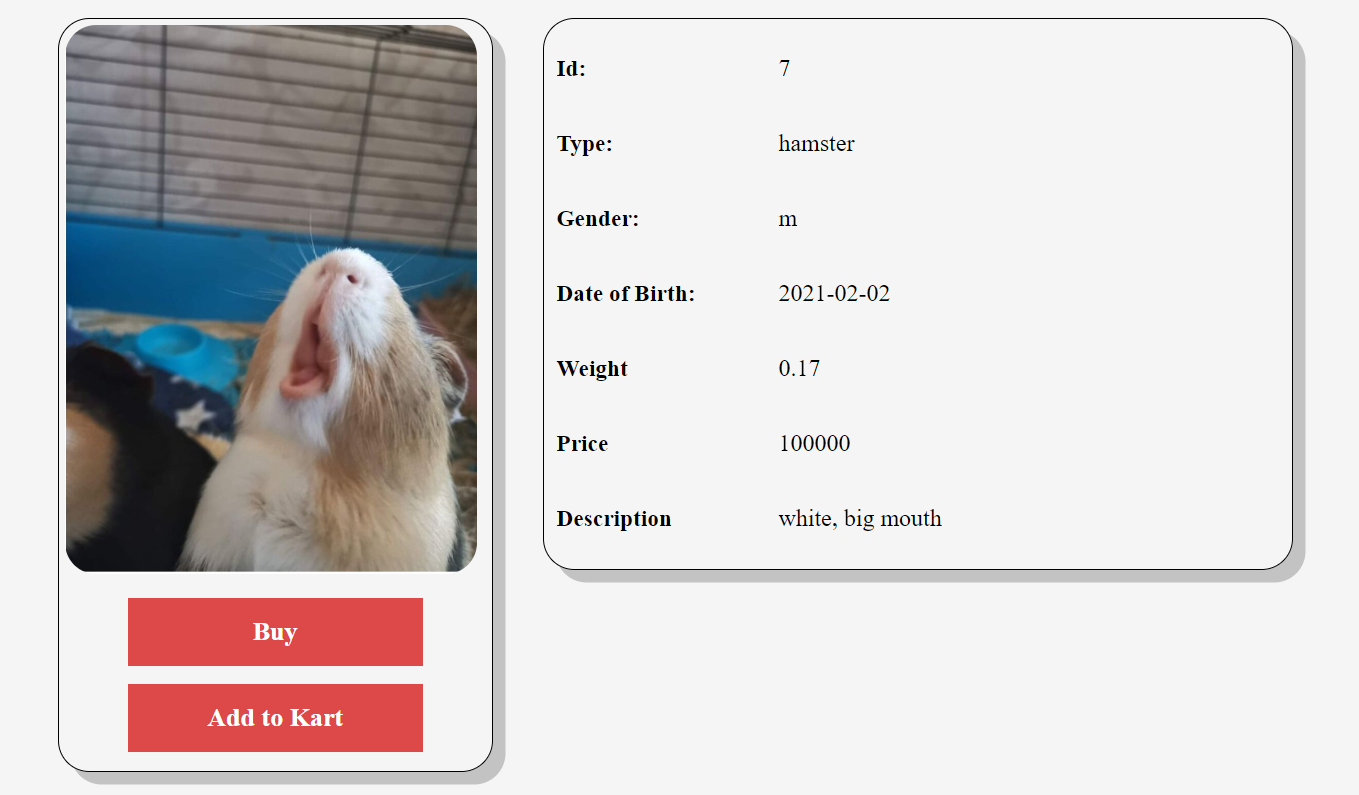 Buy
Add to Kart
Id: 7
Type: hamster
Gender: m
Date of Birth: 2021-02-02
Weight 0.17
Price 100000
Description white, big mouth